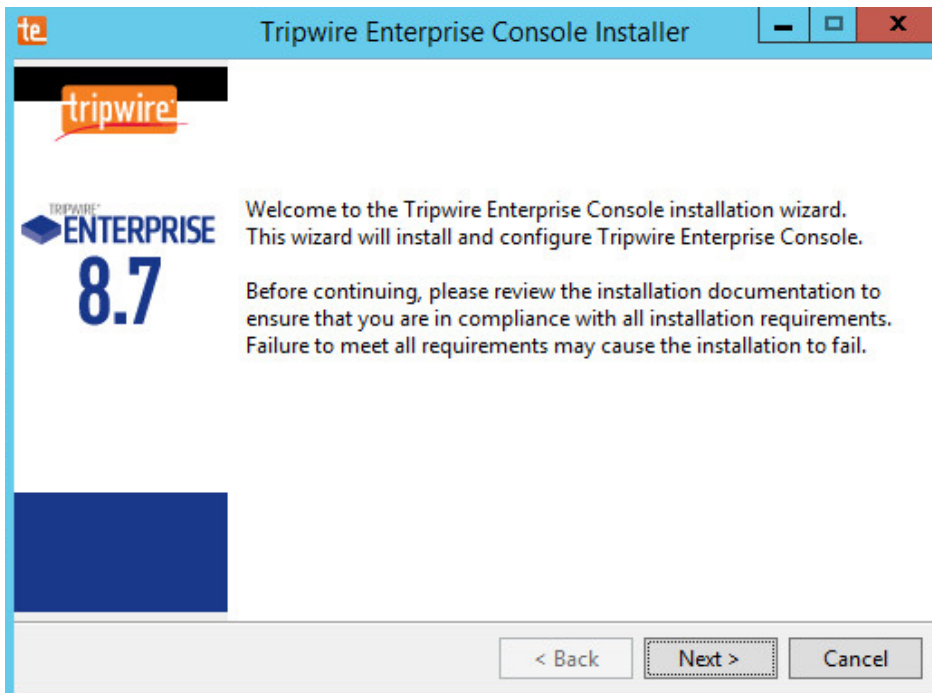 te
Tripwire Enterprise Console Installer
X
tripwire
TRIPWIRE
ENTERPRISE
8.7
Welcome to the Tripwire Enterprise Console installation wizard.
This wizard will install and configure Tripwire Enterprise Console.
Before continuing, please review the installation documentation to
ensure that you are in compliance with all installation requirements.
Failure to meet all requirements may cause the installation to fail.
< Back
Next >
Cancel